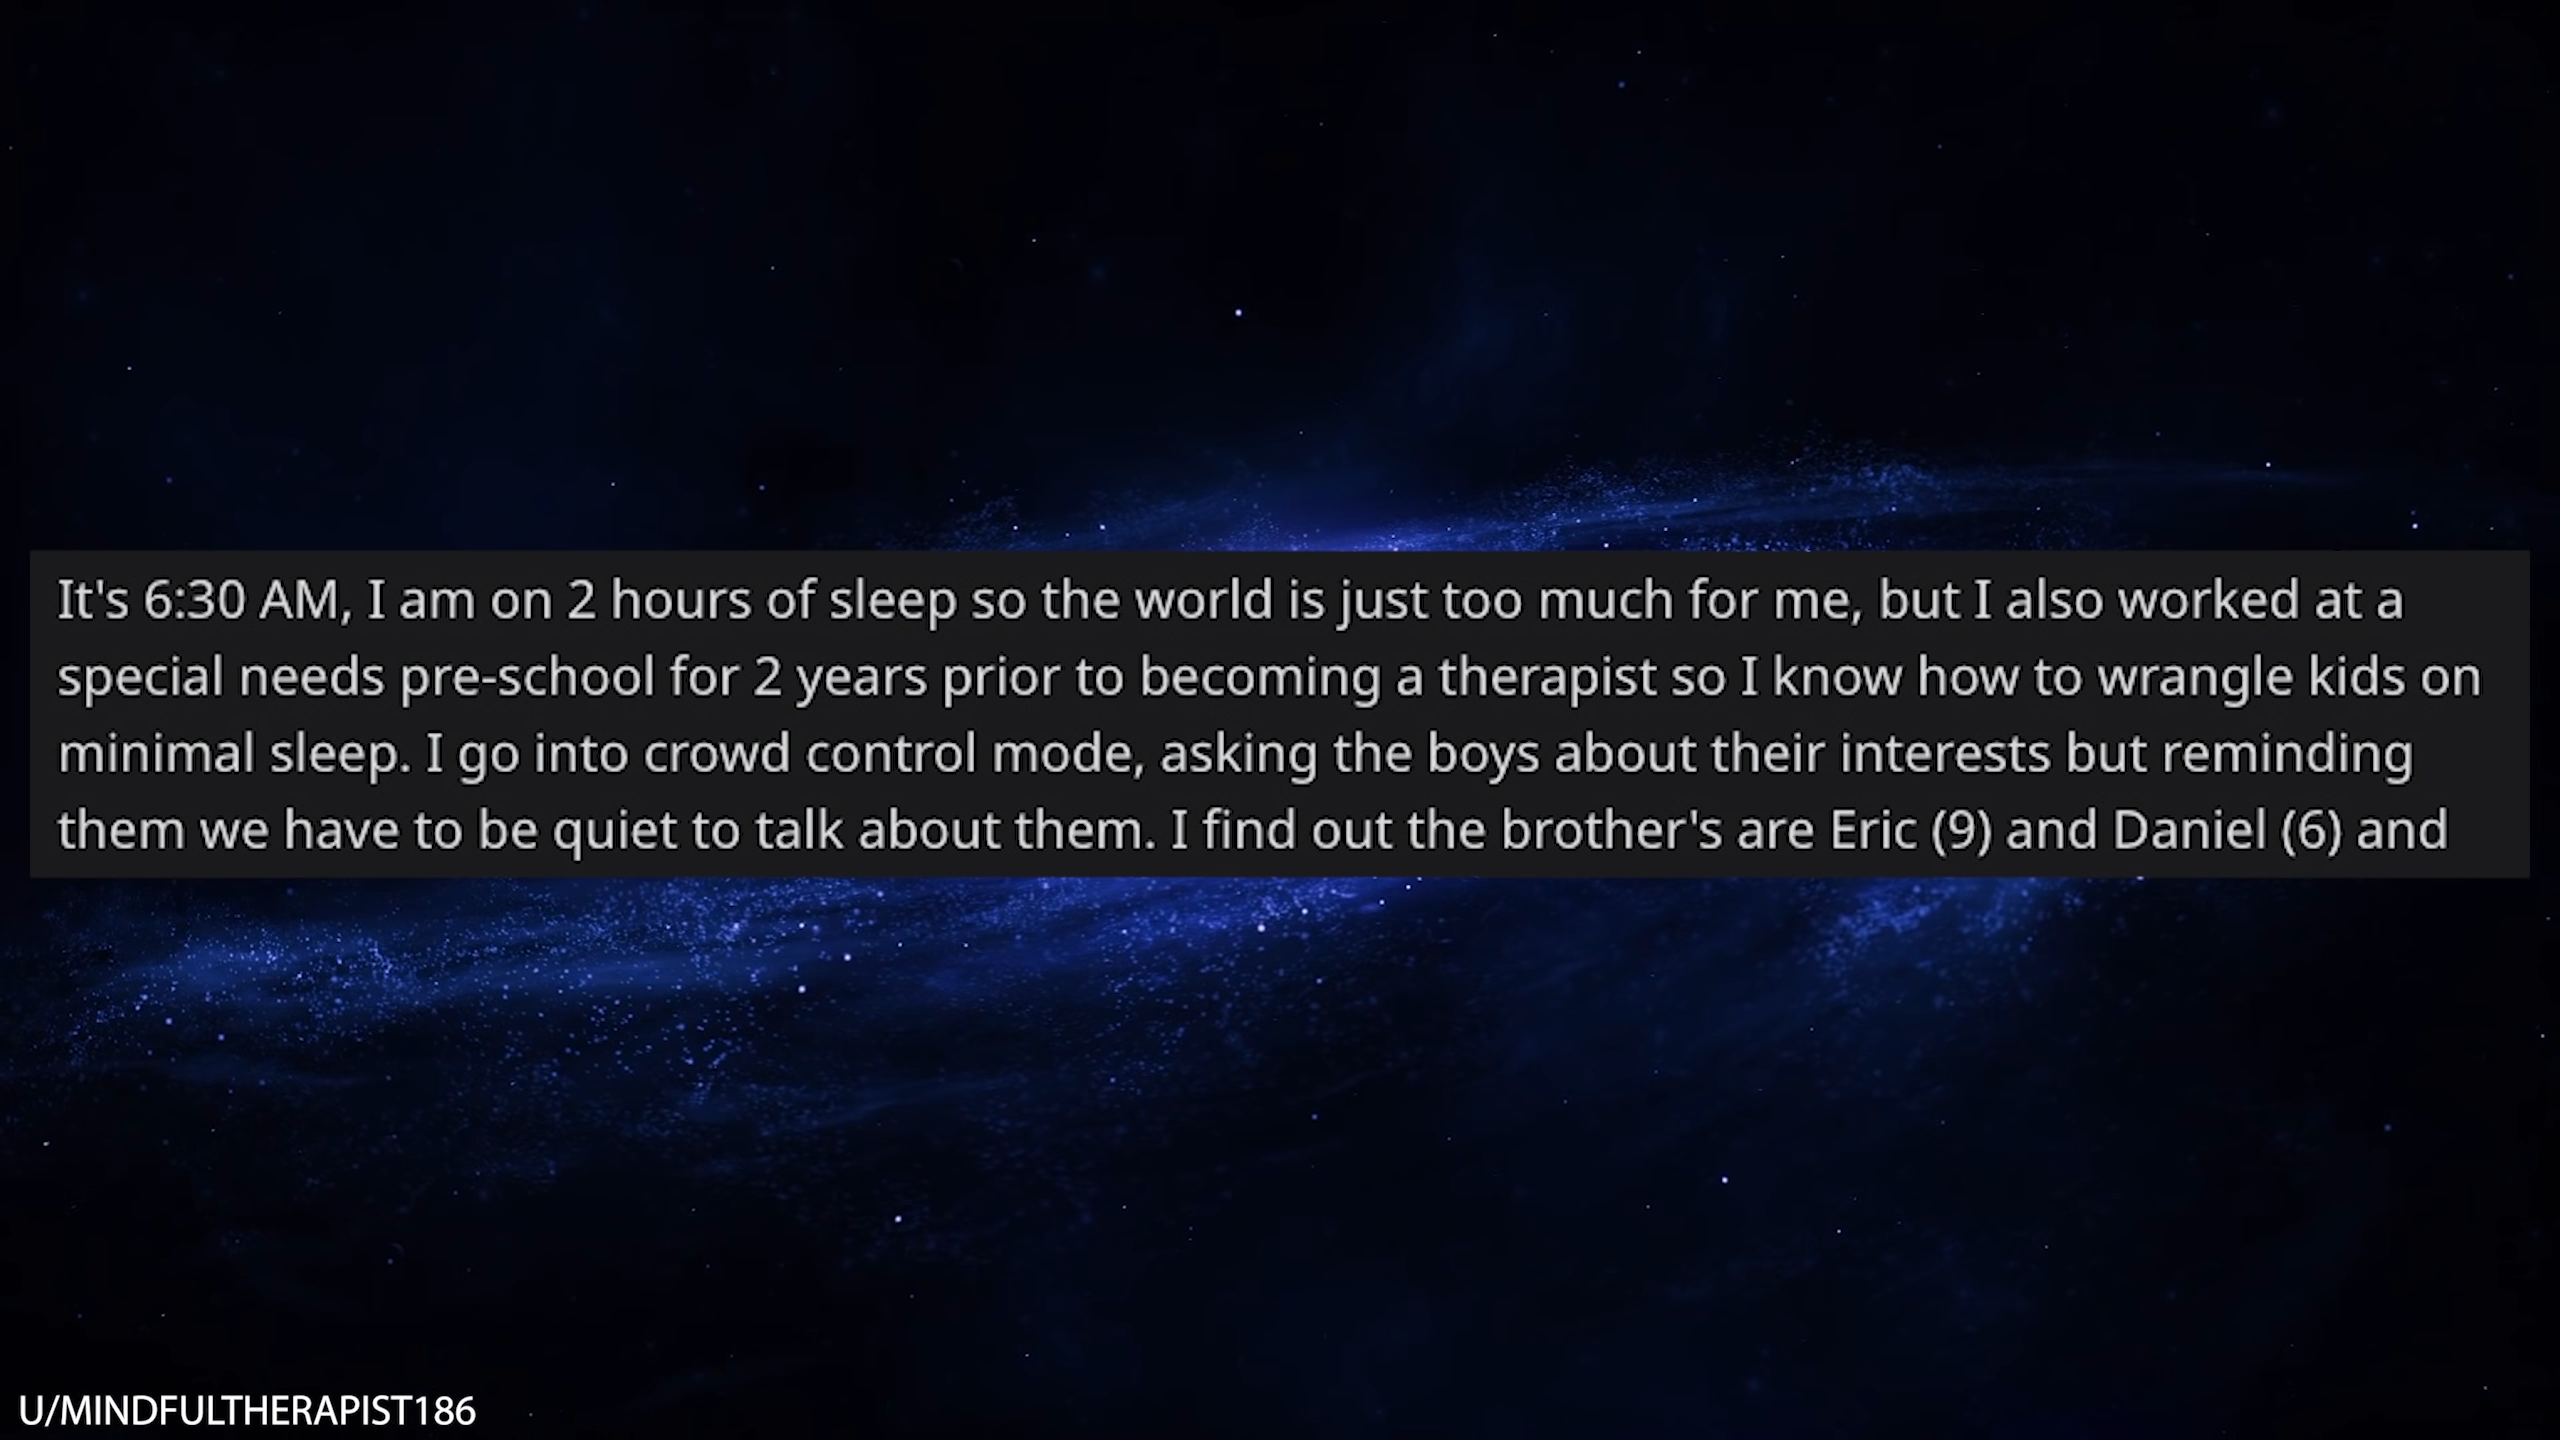 It's 6:30 AM, I am on 2 hours of sleep so the world is just too much for me, but I also worked at a
special needs pre-school for 2 years prior to becoming a therapist so I know how to wrangle kids on
minimal sleep. I go into crowd control mode, asking the boys about their interests but reminding
them we have to be quiet to talk about them. I find out the brother's are Eric (9) and Daniel (6) and
U/MINDFULTHERAPIST186